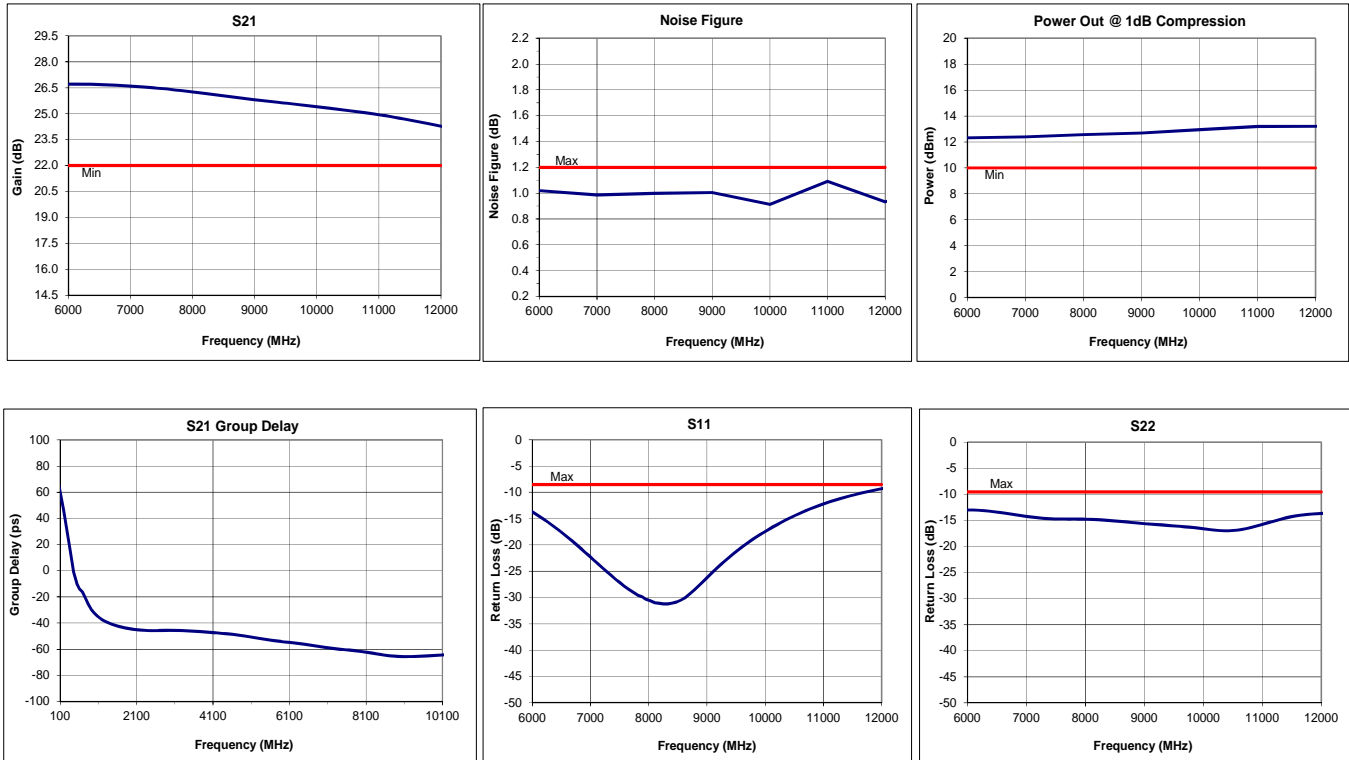 S21
29.5
28.0
26.5
25.0
23.5
22.0
20.5
19.0
17.5
16.0
14.5
Gain (dB)
Min
6000 7000 8000 9000 10000 11000 12000
Frequency (MHz)
Noise Figure
2.2
2.0
1.8
1.6
1.4
1.2
1.0
0.8
0.6
0.4
0.2
Noise Figure (dB)
Max
6000 7000 8000 9000 10000 11000 12000
Frequency (MHz)
Power Out @ 1dB Compression
20
18
16
14
12
10
8
6
4
2
0
Power (dBm)
Min
6000 7000 8000 9000 10000 11000 12000
Frequency (MHz)
S21 Group Delay
100
80
60
40
20
0
-20
-40
-60
-80
-100
Group Delay (ps)
100 2100 4100 6100 8100 10100
Frequency (MHz)
S11
0
-5
-10
-15
-20
-25
-30
-35
-40
-45
-50
Return Loss (dB)
Max
6000 7000 8000 9000 10000 11000 12000
Frequency (MHz)
S22
0
-5
-10
-15
-20
-25
-30
-35
-40
-45
-50
Return Loss (dB)
Max
6000 7000 8000 9000 10000 11000 12000
Frequency (MHz)